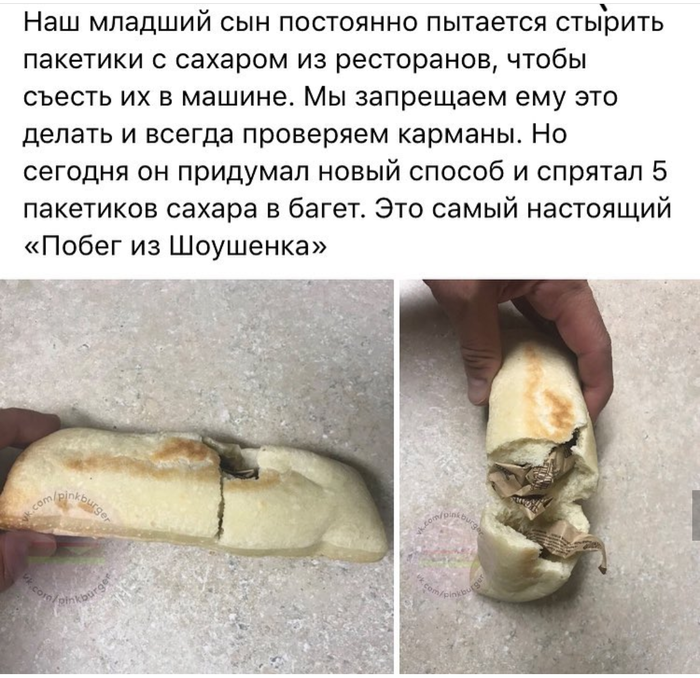 Наш младший сын постоянно пытается стырить
пакетики с сахаром из ресторанов, чтобы
съесть их в машине. Мы запрещаем ему это
делать и всегда проверяем карманы. Но
сегодня он придумал новый способ и спрятал 5
пакетиков сахара в багет. Это самый настоящий
«Побег из Шоушенка»
vk.com/pinkburger
vk.com/pinkburger
vk.com/pinkburger
vk.com/pinkburger